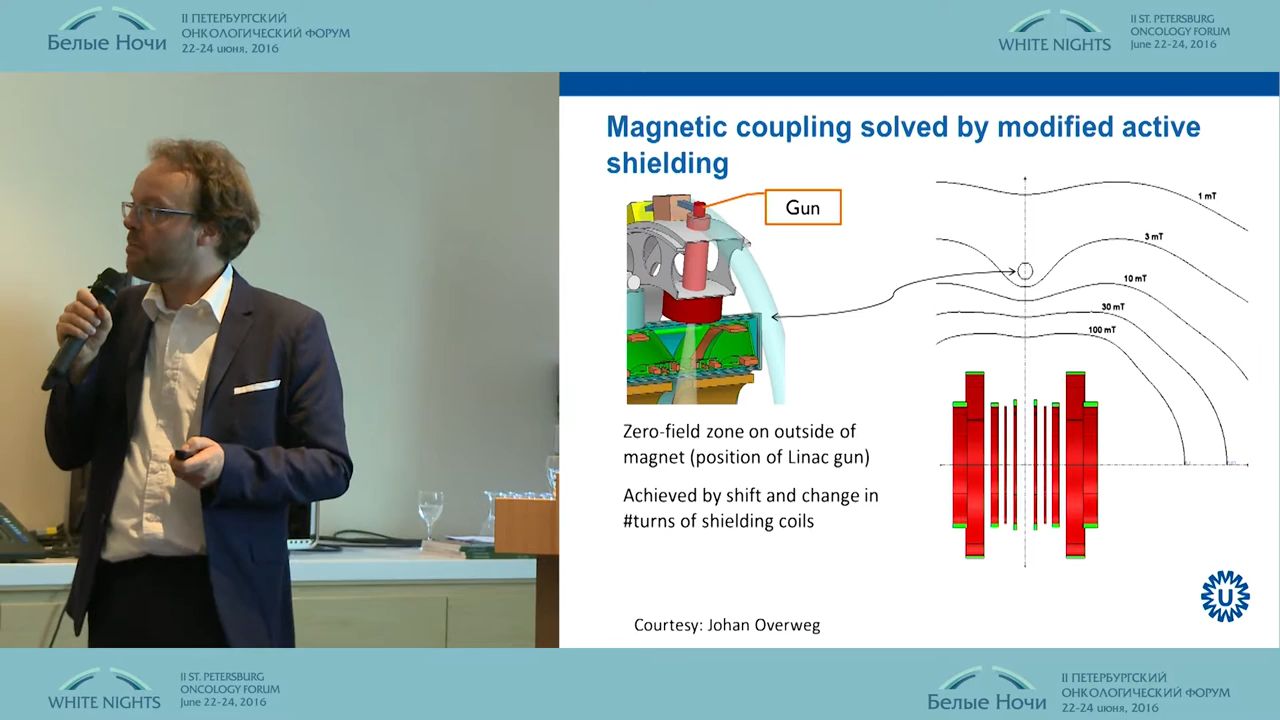 II ПЕТЕРБУРГСКИЙ
ОНКОЛОГИЧЕСКИЙ ФОРУМ
Белые Ночи
22-24 июня, 2016
II ST. PETERSBURG
ONCOLOGY FORUM
WHITE NIGHTS
June 22-24, 2016
Magnetic coupling solved by modified active
shielding
Gun
1 mT
3 mT
10 mT
30 mT
100 mT
Zero-field zone on outside of
magnet (position of Linac gun)
Achieved by shift and change in
#turns of shielding coils
U
Courtesy: Johan Overweg
II ST. PETERSBURG
ONCOLOGY FORUM
WHITE NIGHTS
June 22-24, 2016
II ПЕТЕРБУРГСКИЙ
ОНКОЛОГИЧЕСКИЙ ФОРУМ
Белые Ночи
22-24 июня, 2016